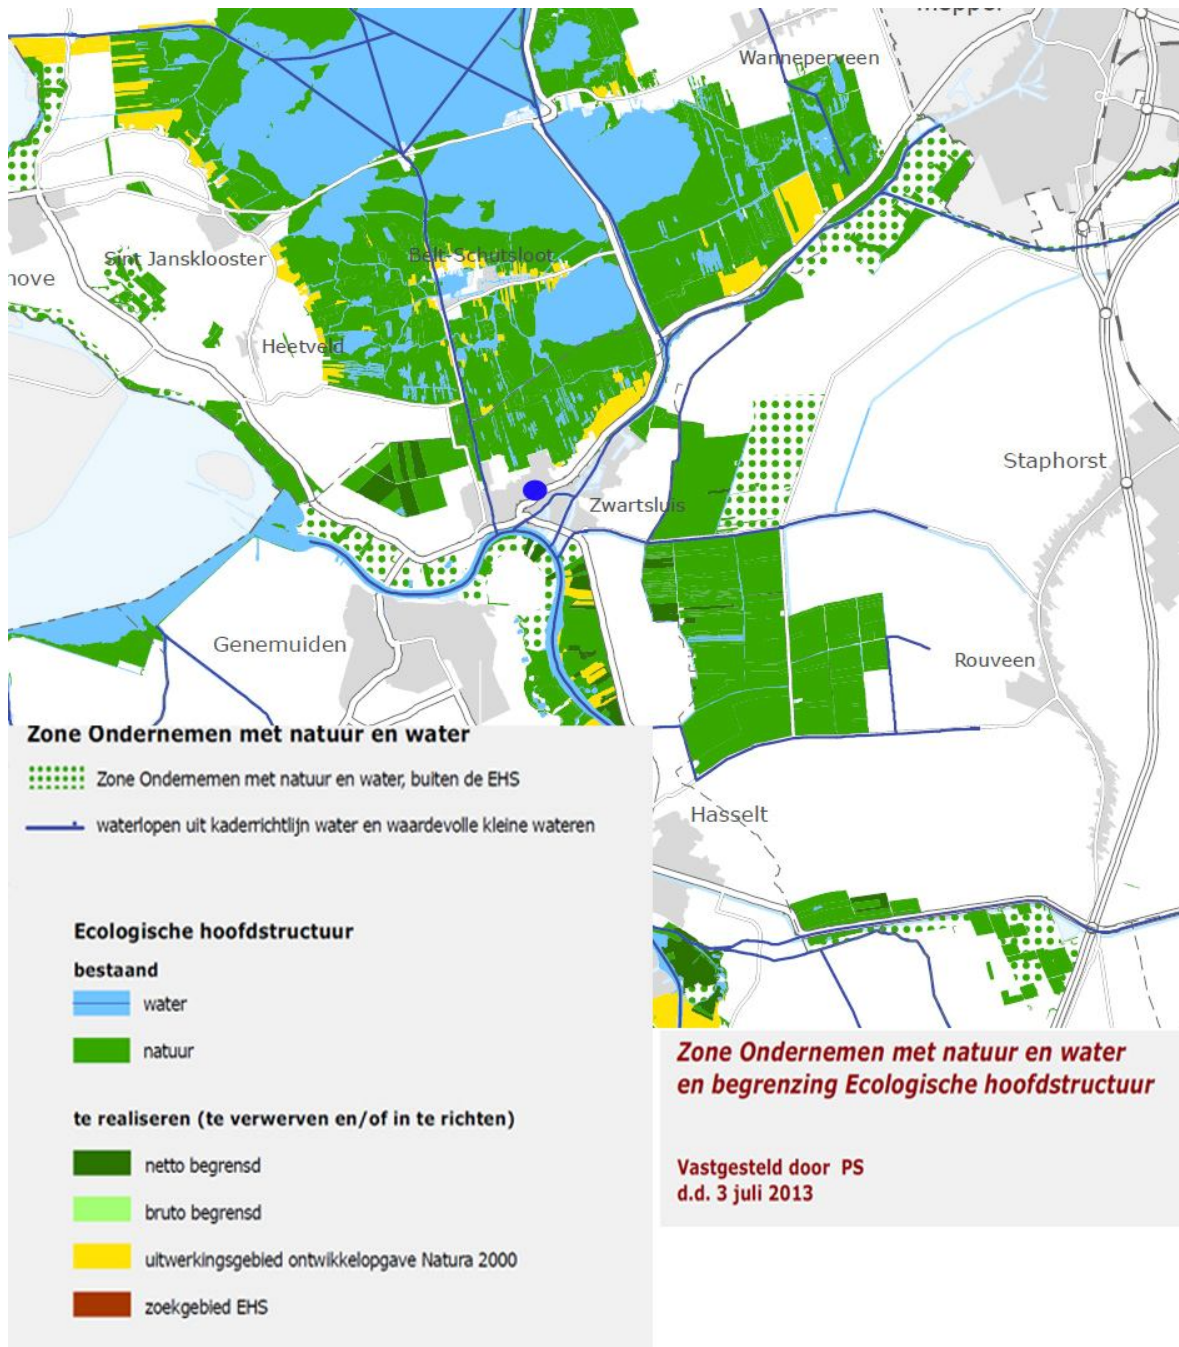 Meppel
Wanneperveen
Sint Jansklooster
Belt-Schutsloot
nove
Heetveld
Staphorst
Zwartsluis
Genemuiden
Rouveen
Zone Ondernemen met natuur en water
Zone Ondernemen met natuur en water, buiten de EHS
waterlopen uit kaderrichtlijn water en waardevolle kleine wateren
Hasselt
Ecologische hoofdstructuur
bestaand
water
natuur
te realiseren (te verwerven en/of in te richten)
netto begrensd
bruto begrensd
uitwerkingsgebied ontwikkelopgave Natura 2000
zoekgebied EHS
Zone Ondernemen met natuur en water
en begrenzing Ecologische hoofdstructuur
Vastgesteld door PS
d.d. 3 juli 2013